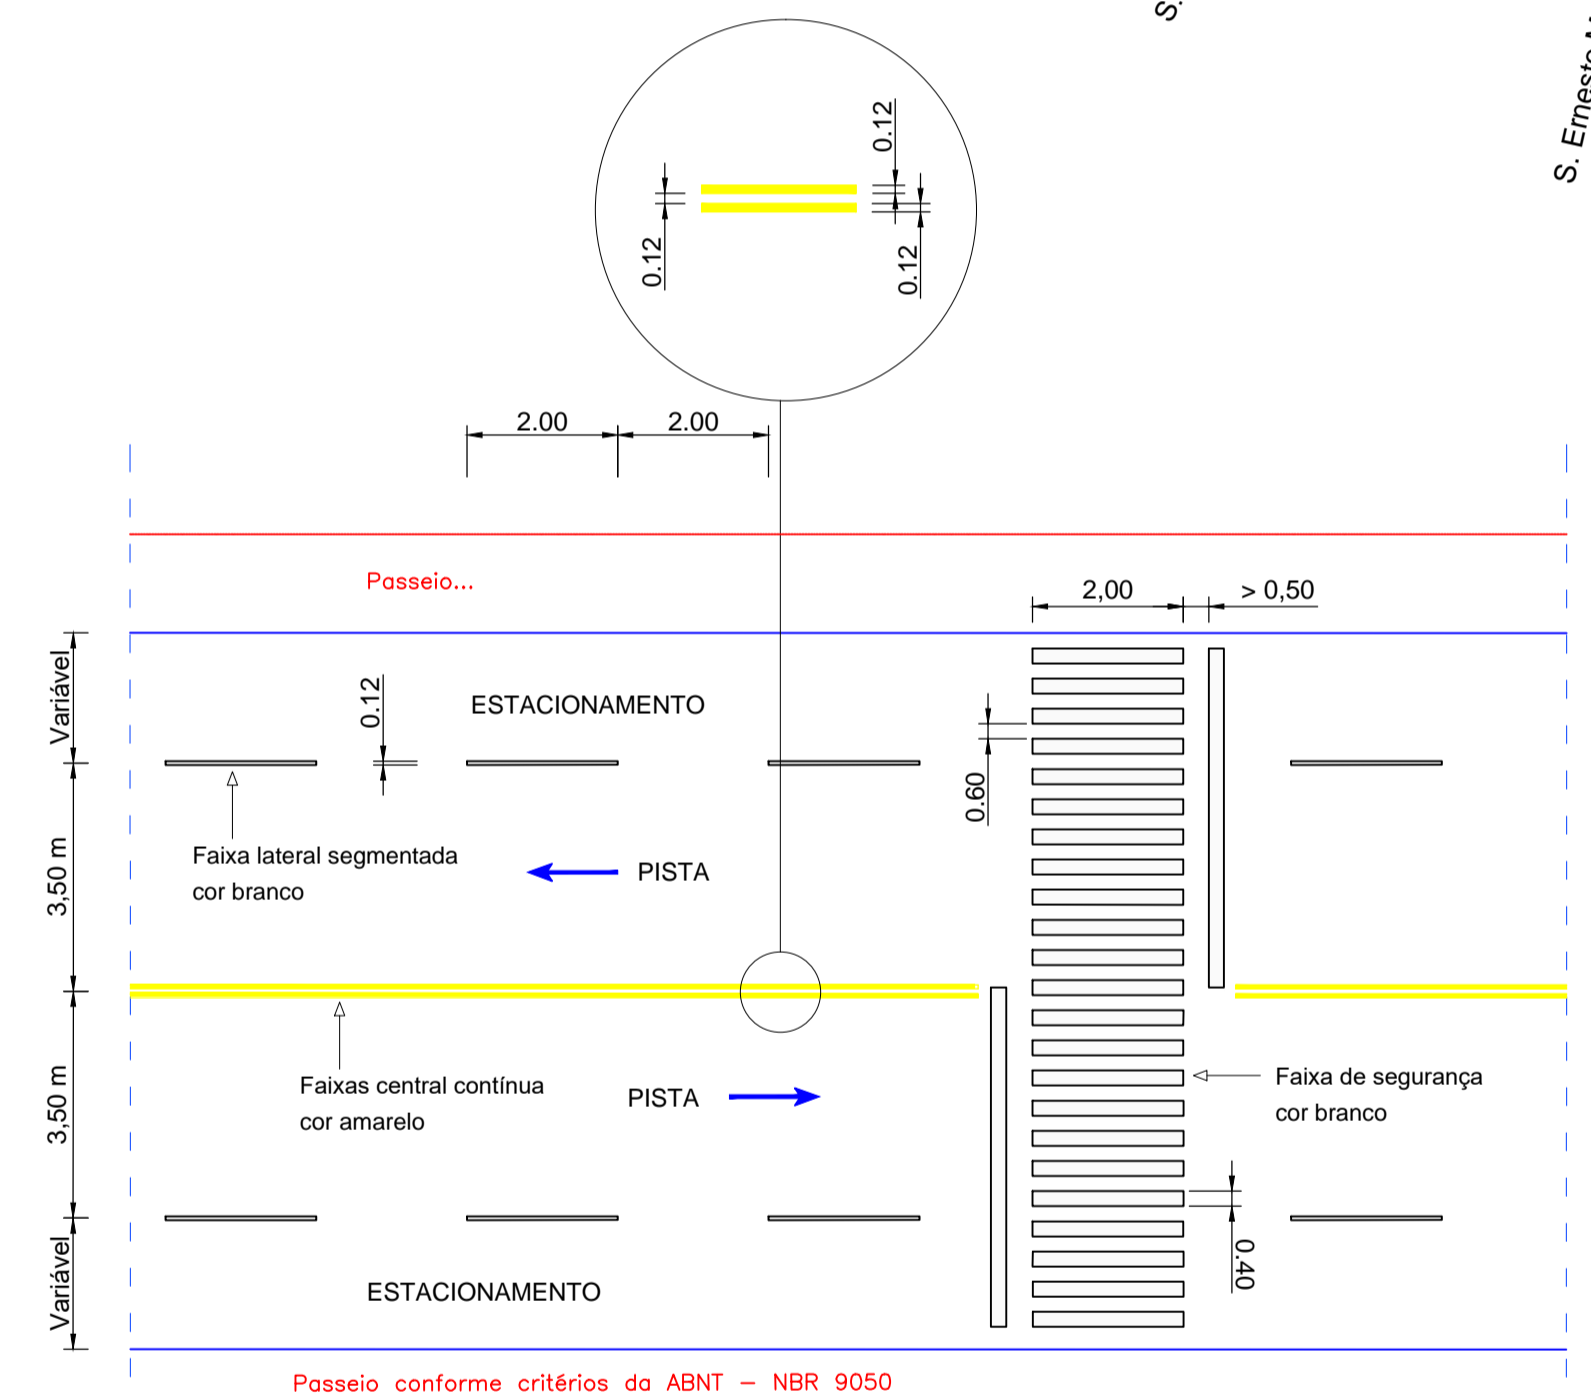 S.
S. Ernesto
0.12
0.12
0.12
2.00
2.00
Passeio...
2,00
> 0,50
Variável
0.12
ESTACIONAMENTO
0.60
Faixa lateral segmentada
cor branco
PISTA
3,50 m
Faixas central contínua
cor amarelo
PISTA
3,50 m
Faixa de segurança
cor branco
0.40
Variável
ESTACIONAMENTO
Passeio conforme critérios da ABNT – NBR 9050